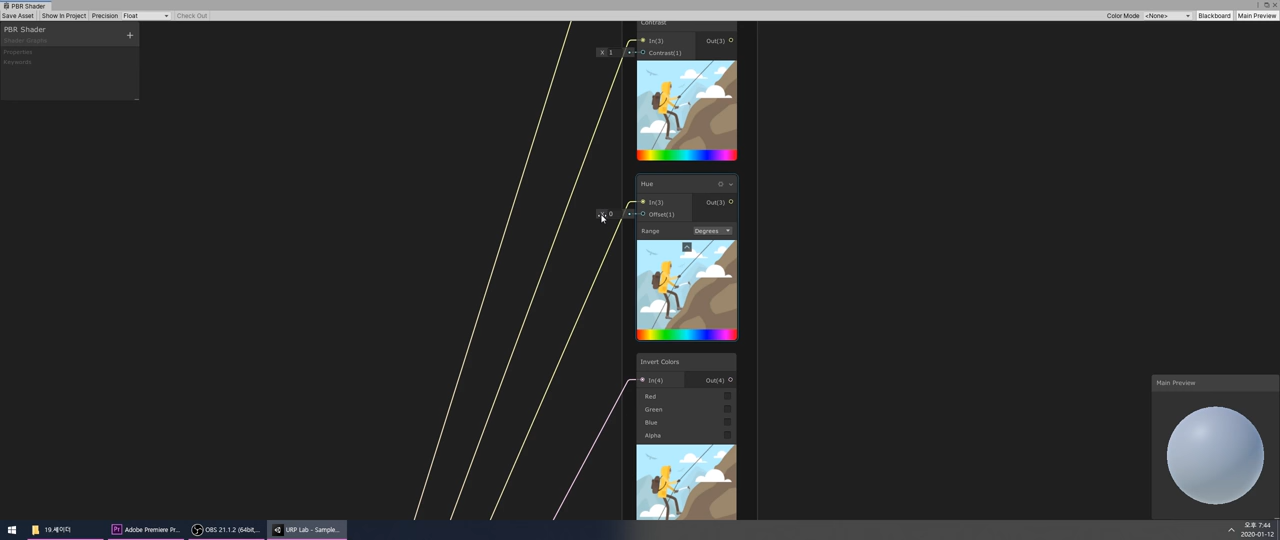 PBR Shader
Save Asset Show In Project Precision Float Check Out Color Mode <None> Blackboard Main Preview
PBR Shader
Shader Graphs
Properties
Keywords
Contrast
In(3) Out(3)
X 1 Contrast(1)
Hue
In(3) Out(3)
0 Offset(1)
Range Degrees
Invert Colors
In(4) Out(4)
Red
Green
Blue
Alpha
Main Preview
19.셰이더 Adobe Premiere Pr... OBS 21.1.2 (64bit,... URP Lab - Sample...
오후 7:44
2020-01-12